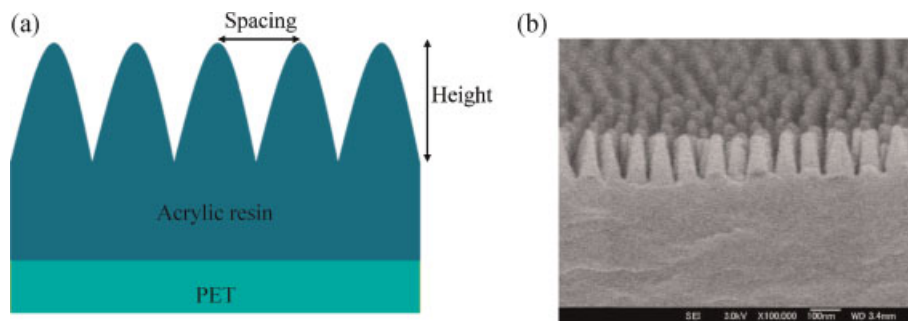 (a)
Spacing
Height
Acrylic resin
PET
(b)
SEI 3.0kV X100,000 100nm WD 3.4mm